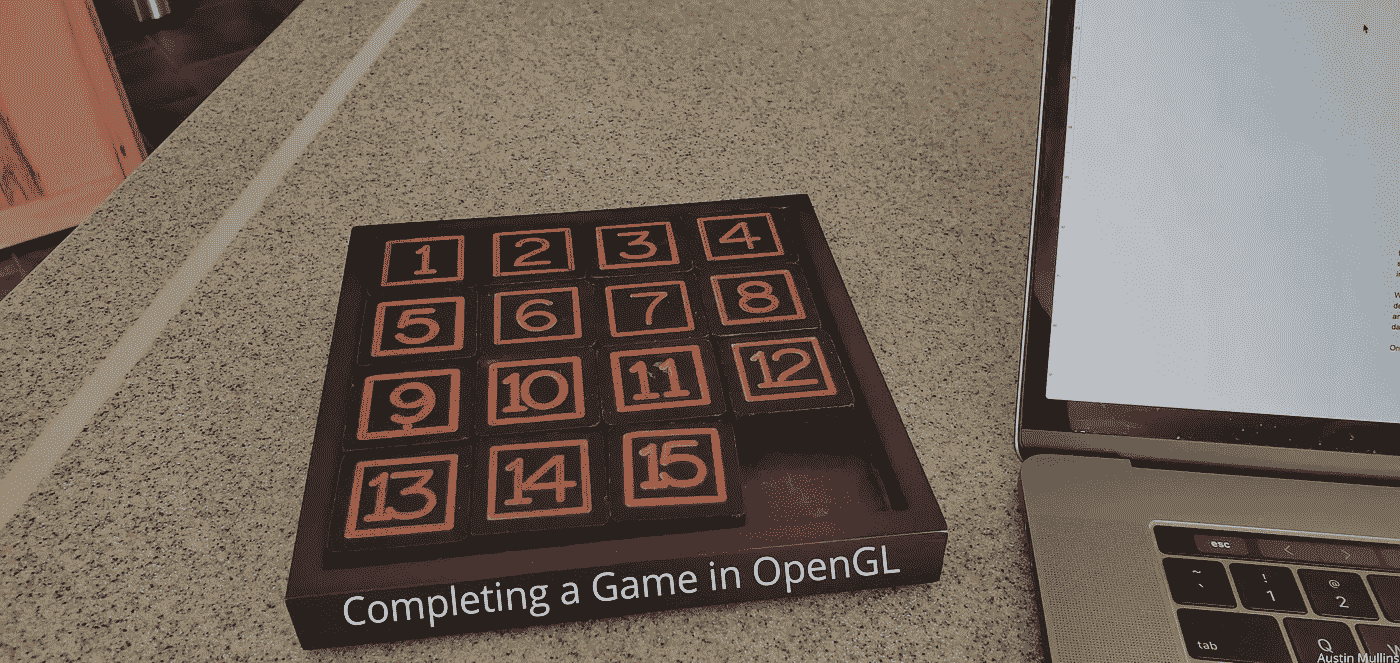 1 2 3 4
5 6 7 8
9 10 11 12
13 14 15
Completing a Game in OpenGL
esc < >
~ ! @
` 1 2
tab Q
Austin Mullins